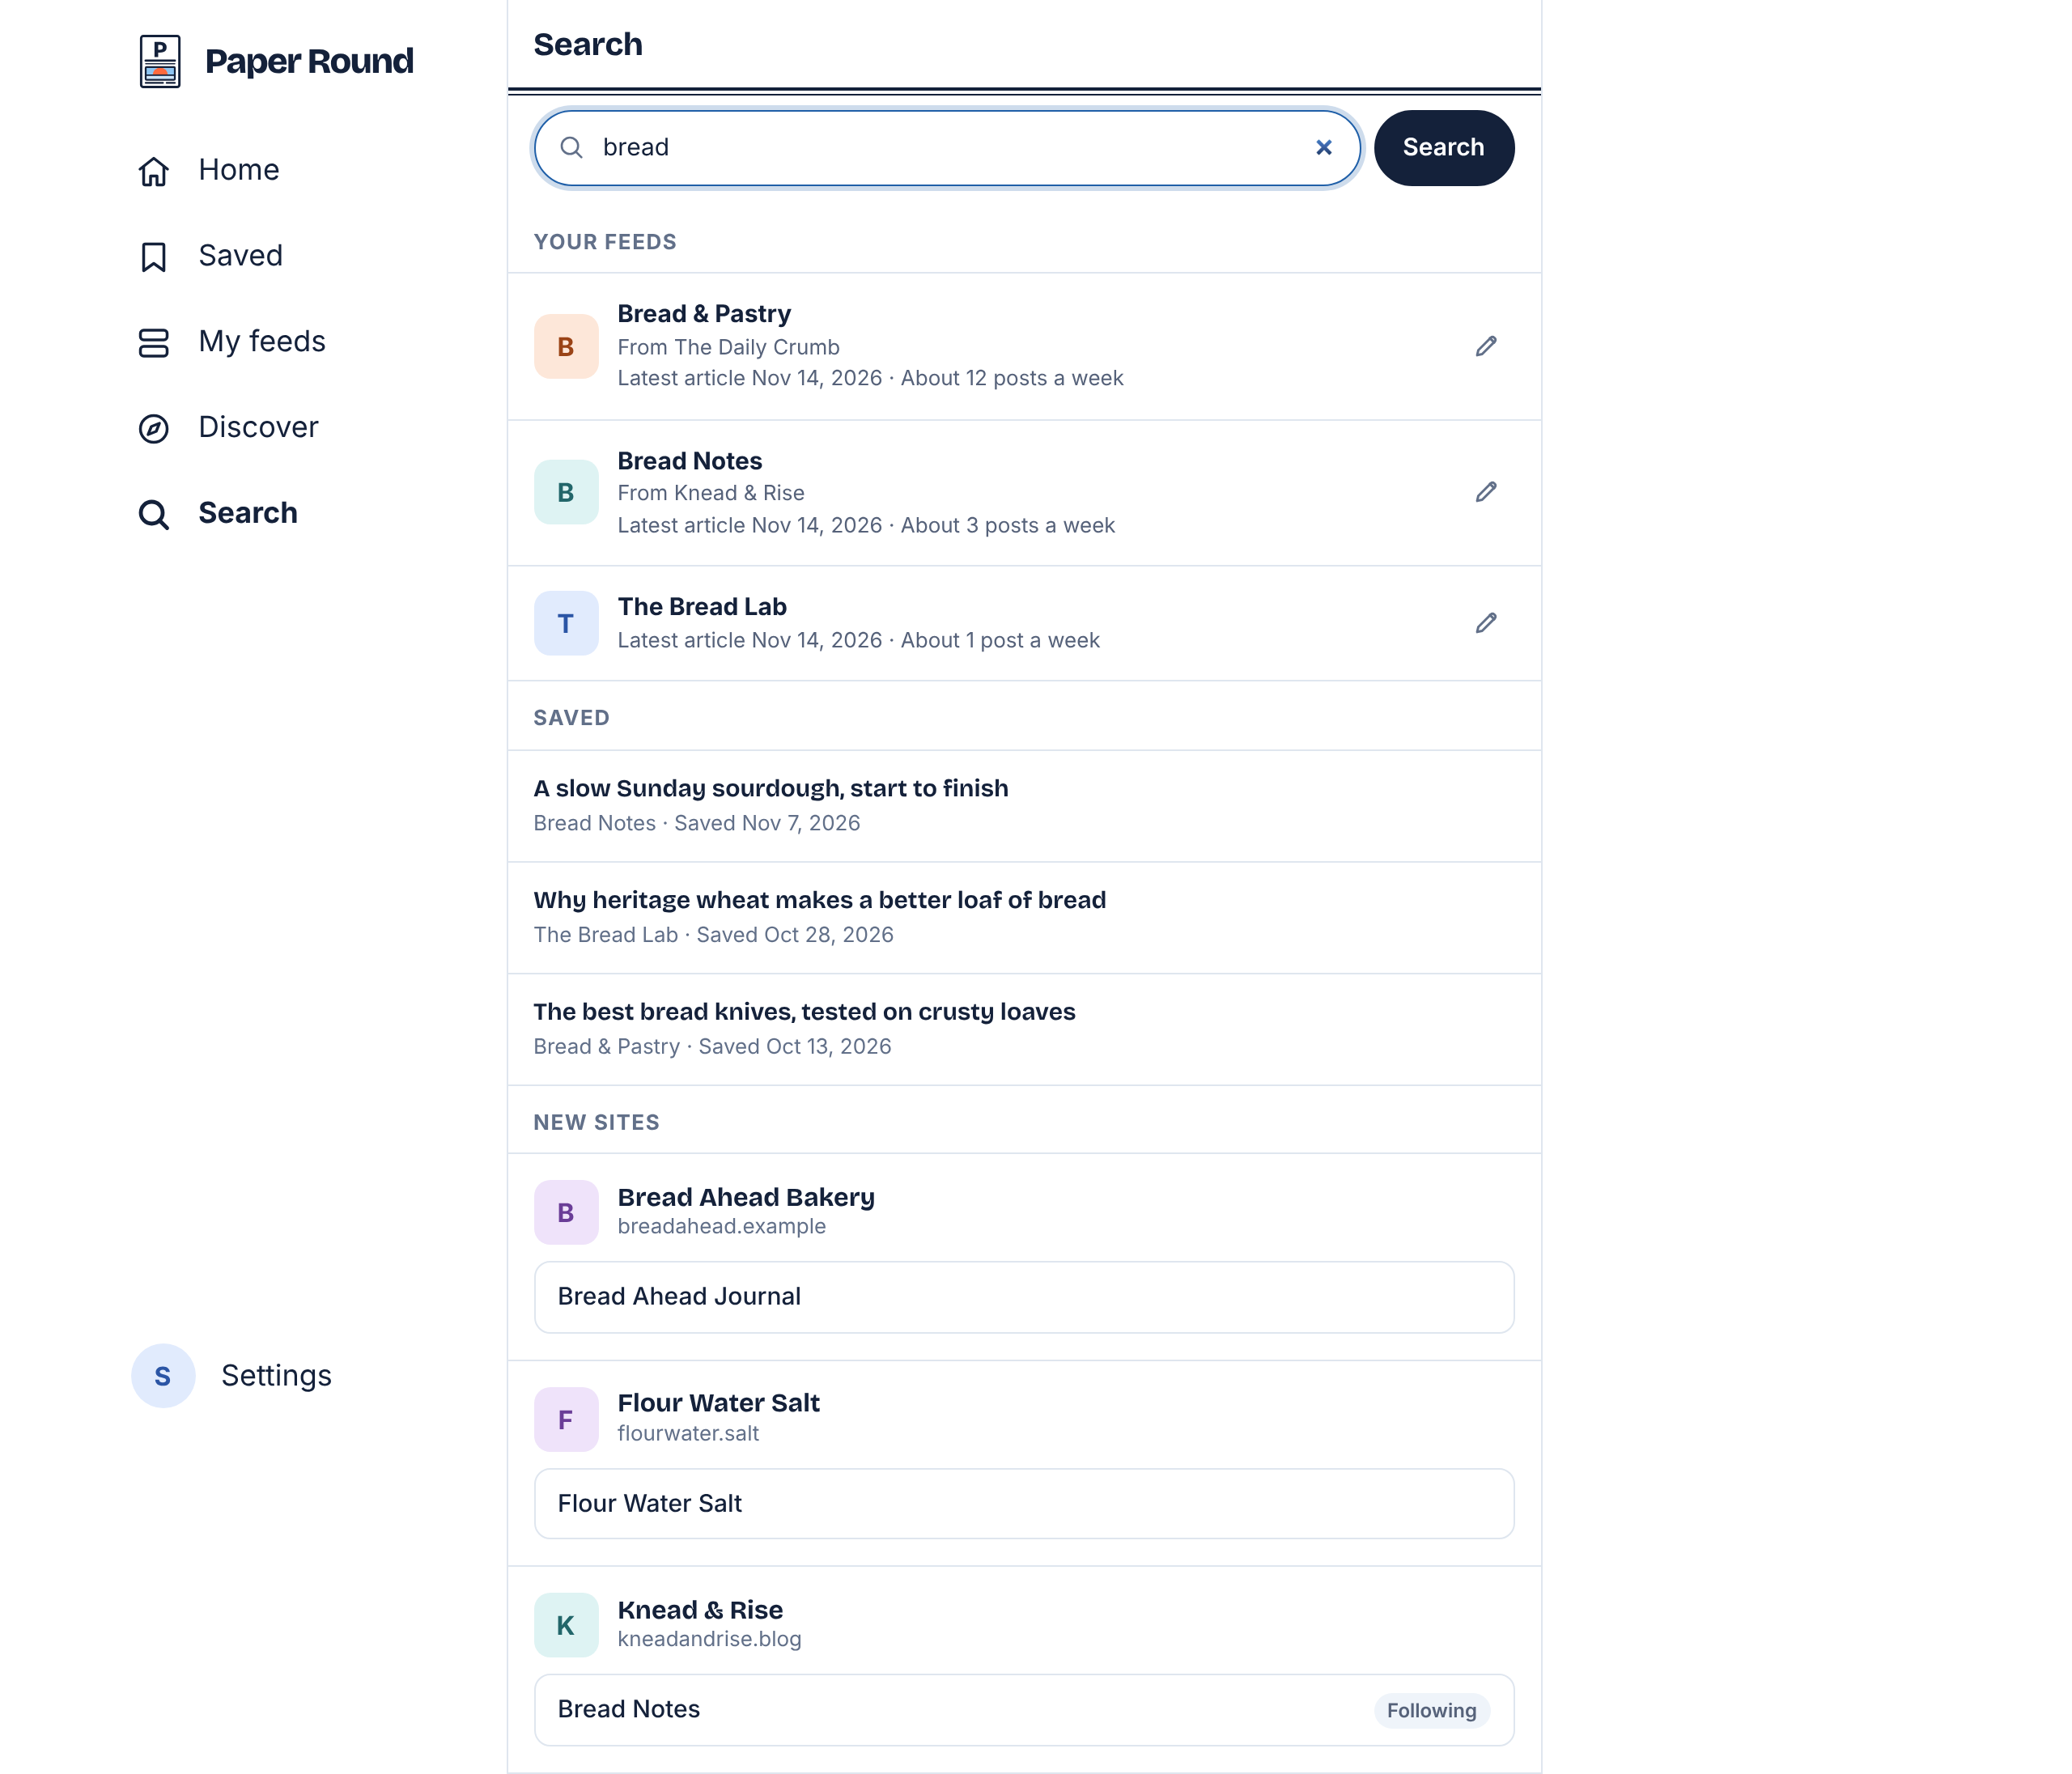 P
Paper Round
Home
Saved
My feeds
Discover
Search
S
Settings
Search
bread
Search
YOUR FEEDS
B
Bread & Pastry
From The Daily Crumb
Latest article Nov 14, 2026 · About 12 posts a week
B
Bread Notes
From Knead & Rise
Latest article Nov 14, 2026 · About 3 posts a week
T
The Bread Lab
Latest article Nov 14, 2026 · About 1 post a week
SAVED
A slow Sunday sourdough, start to finish
Bread Notes · Saved Nov 7, 2026
Why heritage wheat makes a better loaf of bread
The Bread Lab · Saved Oct 28, 2026
The best bread knives, tested on crusty loaves
Bread & Pastry · Saved Oct 13, 2026
NEW SITES
B
Bread Ahead Bakery
breadahead.example
Bread Ahead Journal
F
Flour Water Salt
flourwater.salt
Flour Water Salt
K
Knead & Rise
kneadandrise.blog
Bread Notes
Following